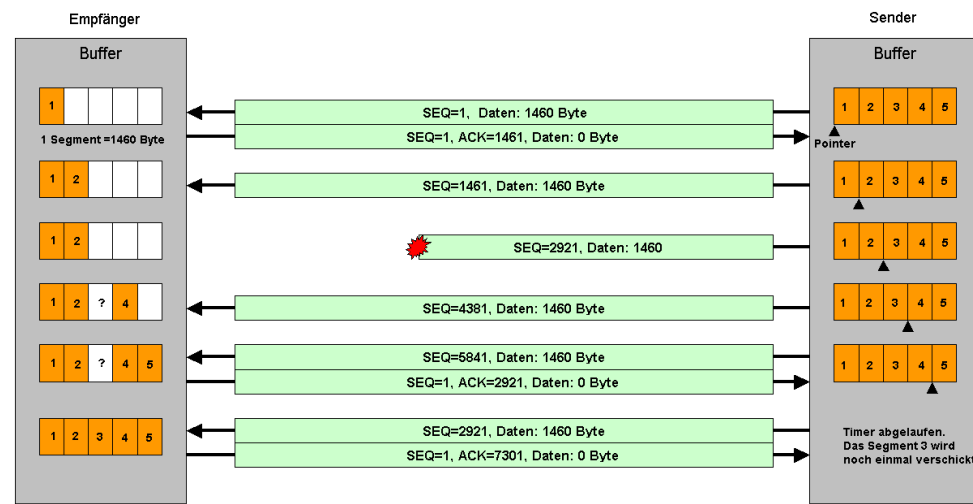 Empfänger
Sender
Buffer
Buffer
1
SEQ=1, Daten: 1460 Byte
1 2 3 4 5
1 Segment =1460 Byte
SEQ=1, ACK=1461, Daten: 0 Byte
Pointer
1 2
SEQ=1461, Daten: 1460 Byte
1 2 3 4 5
1 2
SEQ=2921, Daten: 1460
1 2 3 4 5
1 2 ? 4
SEQ=4381, Daten: 1460 Byte
1 2 3 4 5
1 2 ? 4 5
SEQ=5841, Daten: 1460 Byte
1 2 3 4 5
SEQ=1, ACK=2921, Daten: 0 Byte
1 2 3 4 5
SEQ=2921, Daten: 1460 Byte
SEQ=1, ACK=7301, Daten: 0 Byte
Timer abgelaufen.
Das Segment 3 wird
noch einmal verschickt